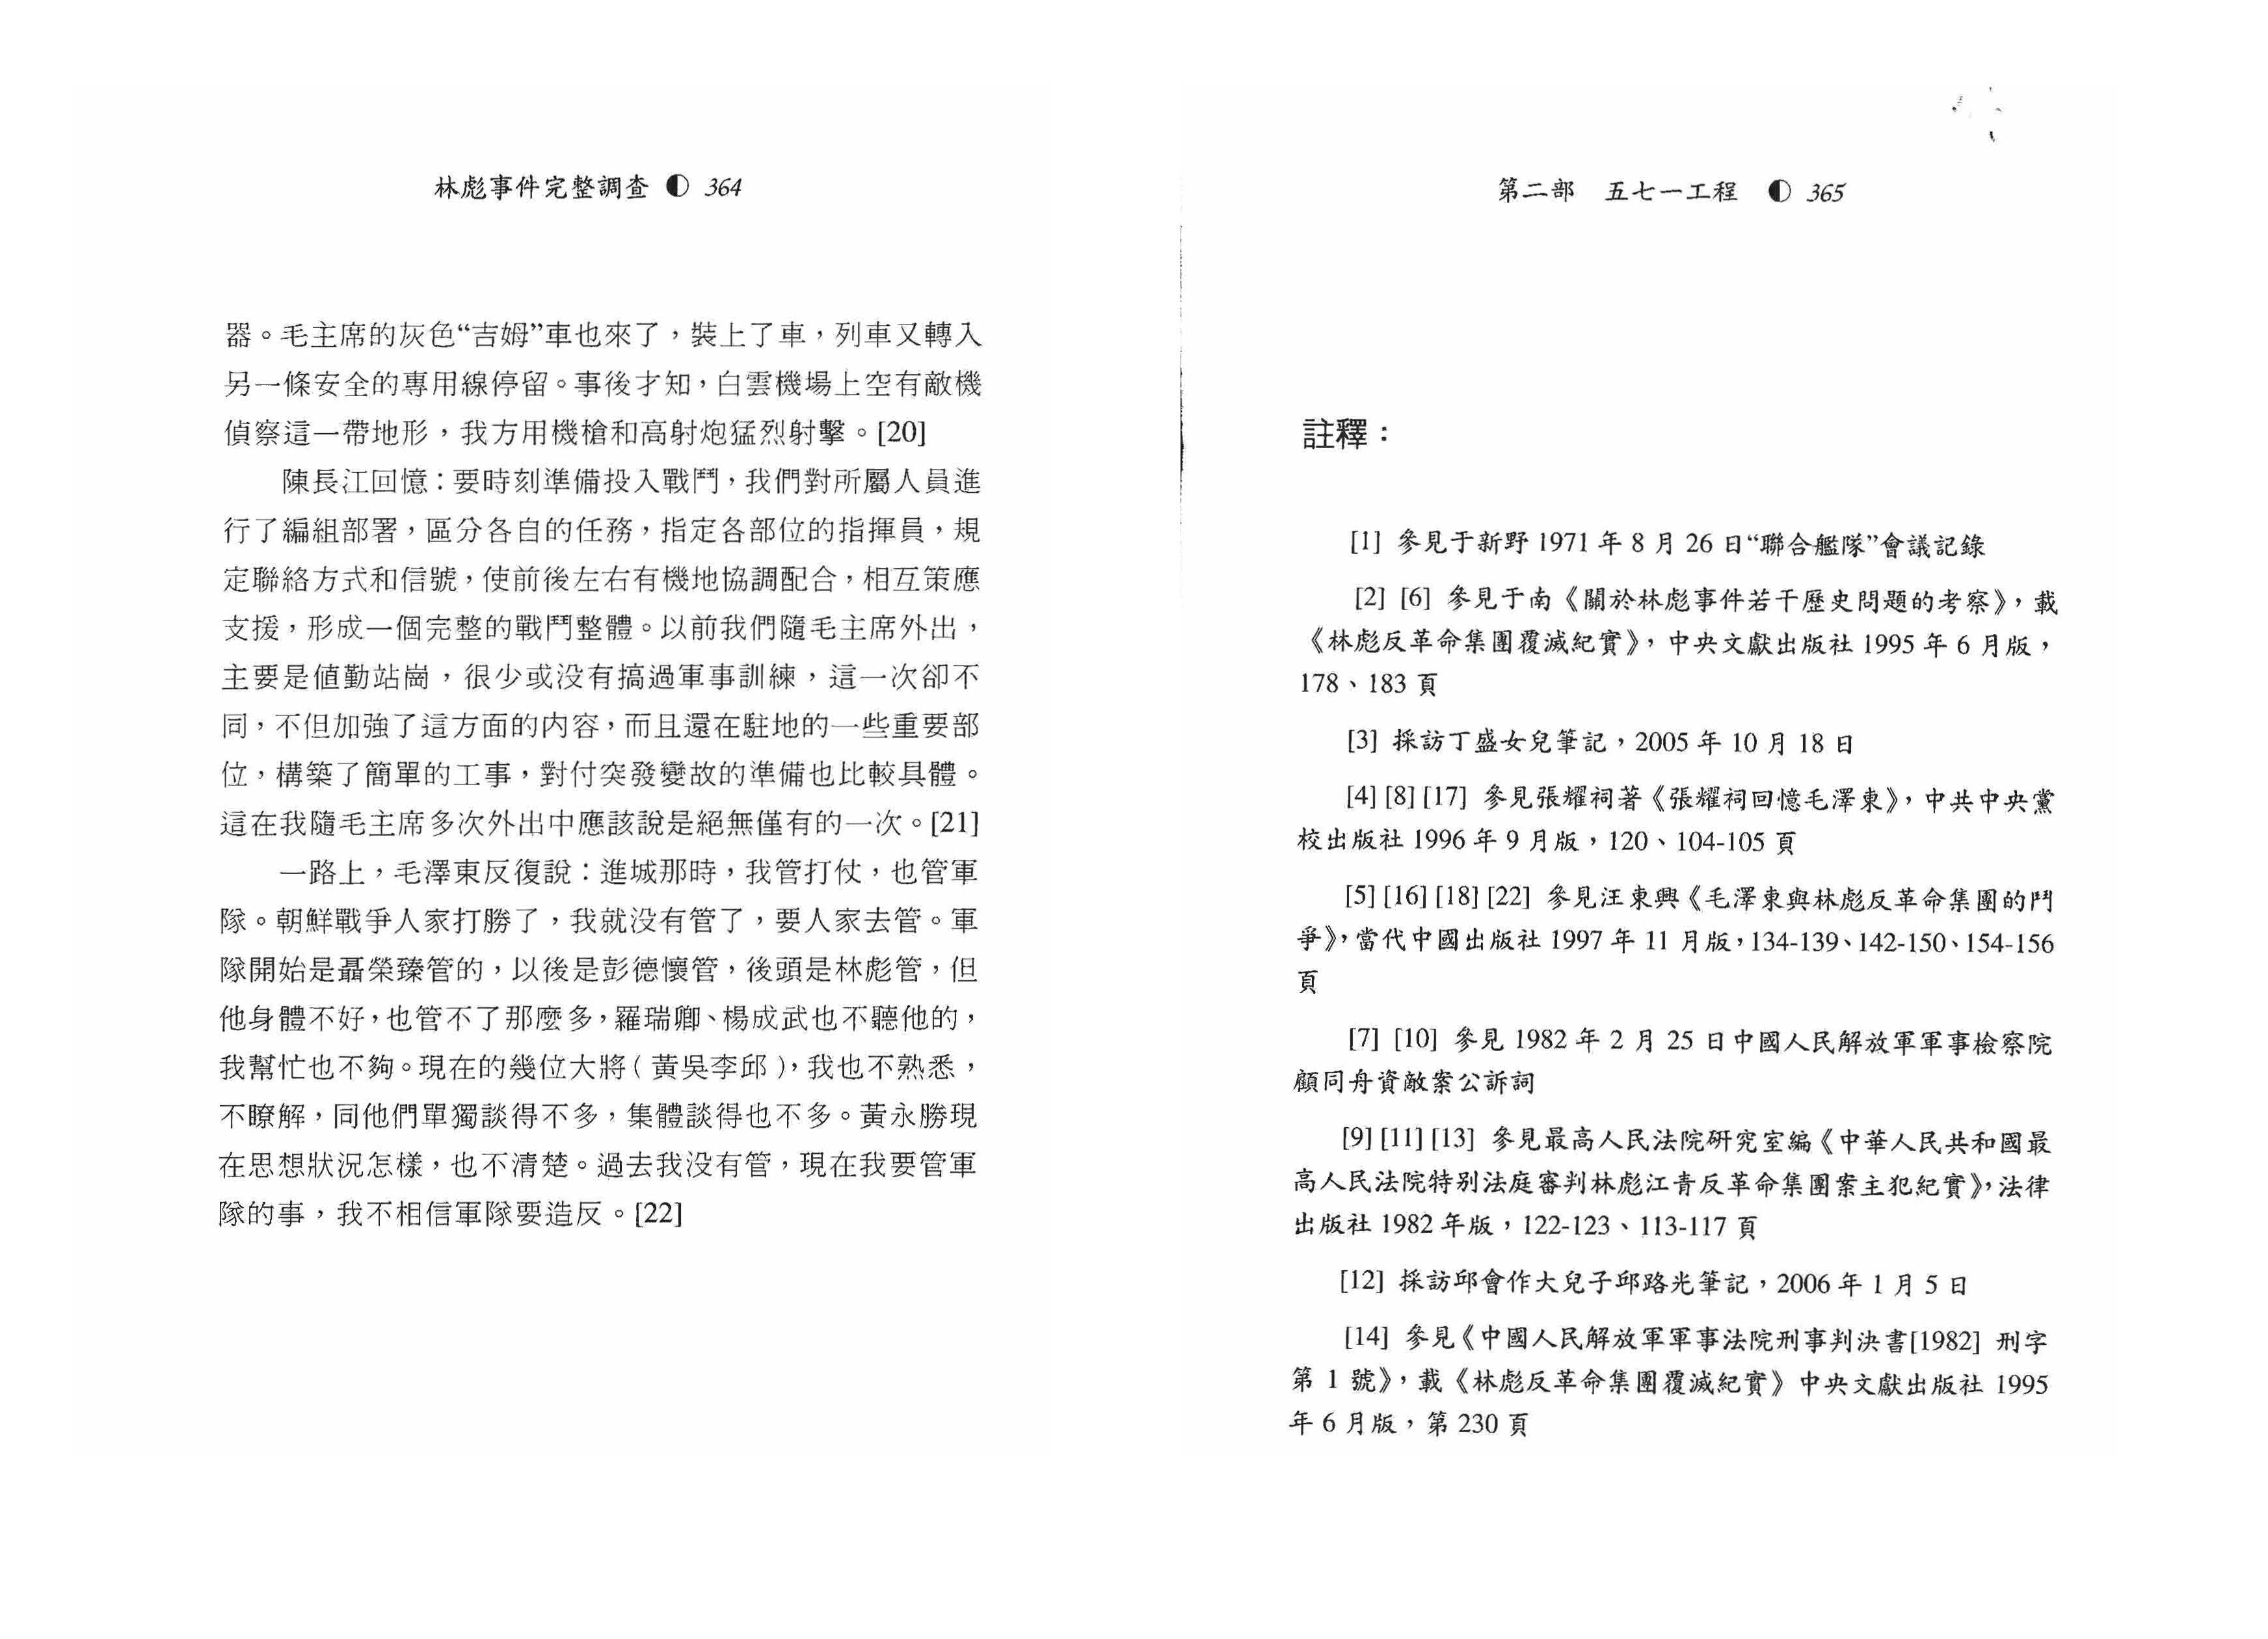 林彪事件完整調查 ◐ 364
器。毛主席的灰色“吉姆”車也來了，裝上了車，列車又轉入
另一條安全的專用線停留。事後才知，白雲機場上空有敵機
偵察這一帶地形，我方用機槍和高射炮猛烈射擊。[20]
陳長江回憶：要時刻準備投入戰鬥，我們對所屬人員進
行了編組部署，區分各自的任務，指定各部位的指揮員，規
定聯絡方式和信號，使前後左右有機地協調配合，相互策應
支援，形成一個完整的戰鬥整體。以前我們隨毛主席外出，
主要是值勤站崗，很少或没有搞過軍事訓練，這一次卻不
同，不但加強了這方面的内容，而且還在駐地的一些重要部
位，構築了簡單的工事，對付突發變故的準備也比較具體。
這在我隨毛主席多次外出中應該說是絕無僅有的一次。[21]
一路上，毛澤東反復說：進城那時，我管打仗，也管軍
隊。朝鮮戰爭人家打勝了，我就没有管了，要人家去管。軍
隊開始是聶榮臻管的，以後是彭德懷管，後頭是林彪管，但
他身體不好，也管不了那麼多，羅瑞卿、楊成武也不聽他的，
我幫忙也不夠。現在的幾位大將（黃吳李邱），我也不熟悉，
不瞭解，同他們單獨談得不多，集體談得也不多。黃永勝現
在思想狀況怎樣，也不清楚。過去我没有管，現在我要管軍
隊的事，我不相信軍隊要造反。[22]
第二部　五七一工程　◐ 365
註釋：
[1] 參見于新野 1971 年 8 月 26 日“聯合艦隊”會議記錄
[2] [6] 參見于南《關於林彪事件若干歷史問題的考察》，載
《林彪反革命集團覆滅紀實》，中央文獻出版社 1995 年 6 月版，
178、183 頁
[3] 採訪丁盛女兒筆記，2005 年 10 月 18 日
[4] [8] [17] 參見張耀祠著《張耀祠回憶毛澤東》，中共中央黨
校出版社 1996 年 9 月版，120、104-105 頁
[5] [16] [18] [22] 參見汪東興《毛澤東與林彪反革命集團的鬥
爭》，當代中國出版社 1997 年 11 月版，134-139、142-150、154-156
頁
[7] [10] 參見 1982 年 2 月 25 日中國人民解放軍軍事檢察院
顧同舟資敵案公訴詞
[9] [11] [13] 參見最高人民法院研究室編《中華人民共和國最
高人民法院特別法庭審判林彪江青反革命集團案主犯紀實》，法律
出版社 1982 年版，122-123、113-117 頁
[12] 採訪邱會作大兒子邱路光筆記，2006 年 1 月 5 日
[14] 參見《中國人民解放軍軍事法院刑事判決書[1982] 刑字
第 1 號》，載《林彪反革命集團覆滅紀實》中央文獻出版社 1995
年 6 月版，第 230 頁